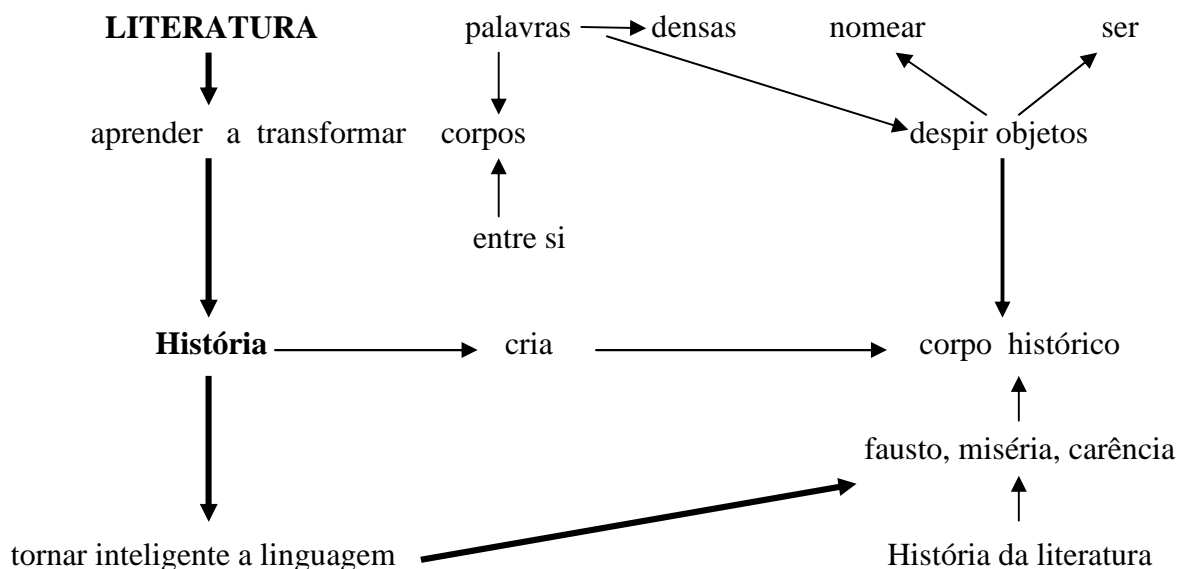 LITERATURA palavras densas nomear ser
aprender a transformar corpos despir objetos
entre si
História cria corpo histórico
fausto, miséria, carência
tornar inteligente a linguagem História da literatura